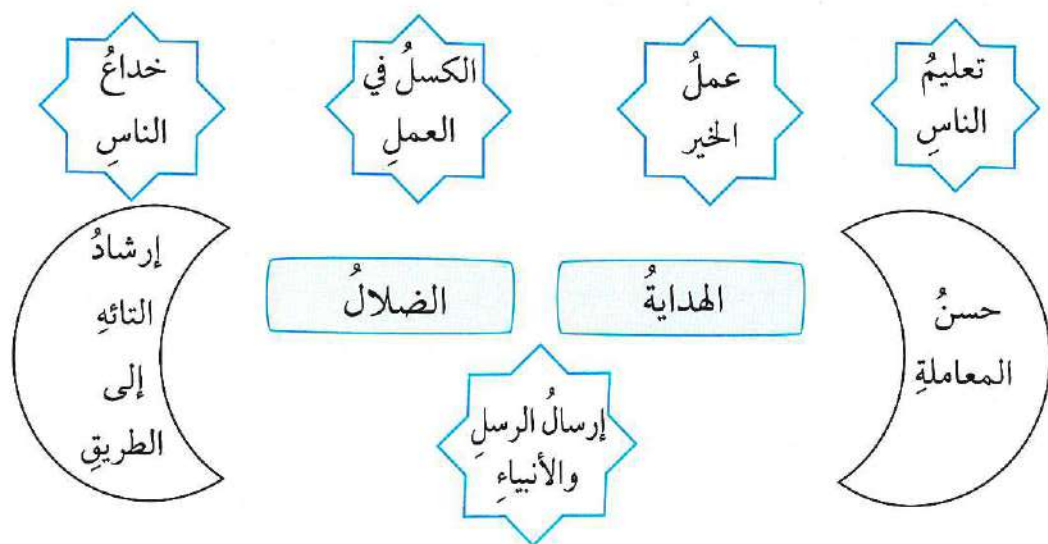 تعليمُ
الناسِ
عملُ
الخير
الكسلُ في
العملِ
خداعُ
الناسِ
حسنُ
المعاملةِ
الهدايةُ
الضلالُ
إرشادُ
التائهِ
إلى
الطريقِ
إرسالُ الرسلِ
والأنبياءِ